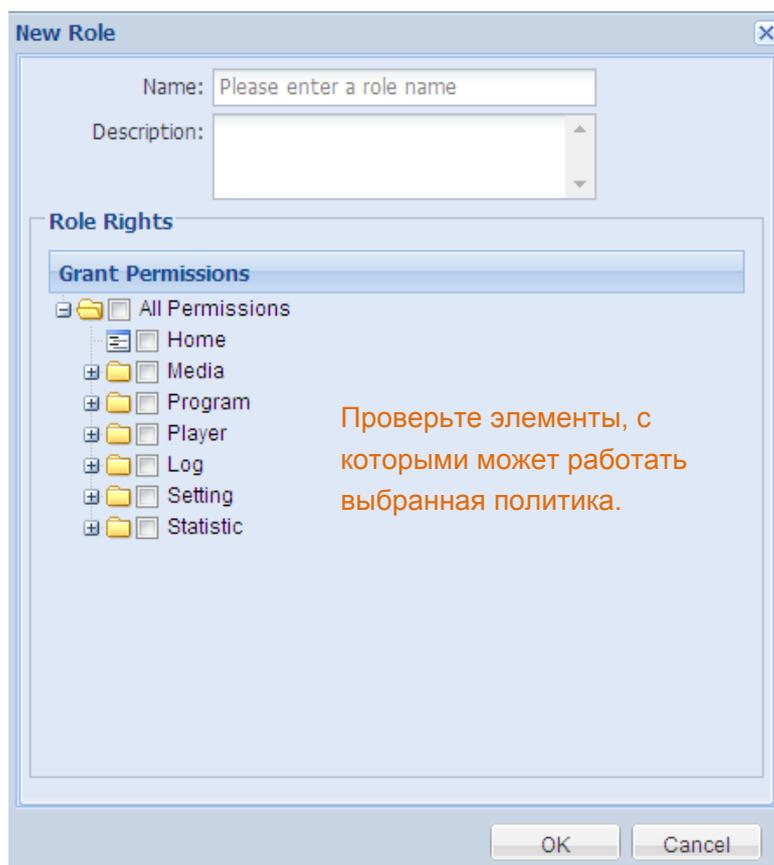 New Role
Name: Please enter a role name
Description:
Role Rights
Grant Permissions
All Permissions
Home
Media
Program
Player
Log
Setting
Statistic
Проверьте элементы, с
которыми может работать
выбранная политика.
OK Cancel